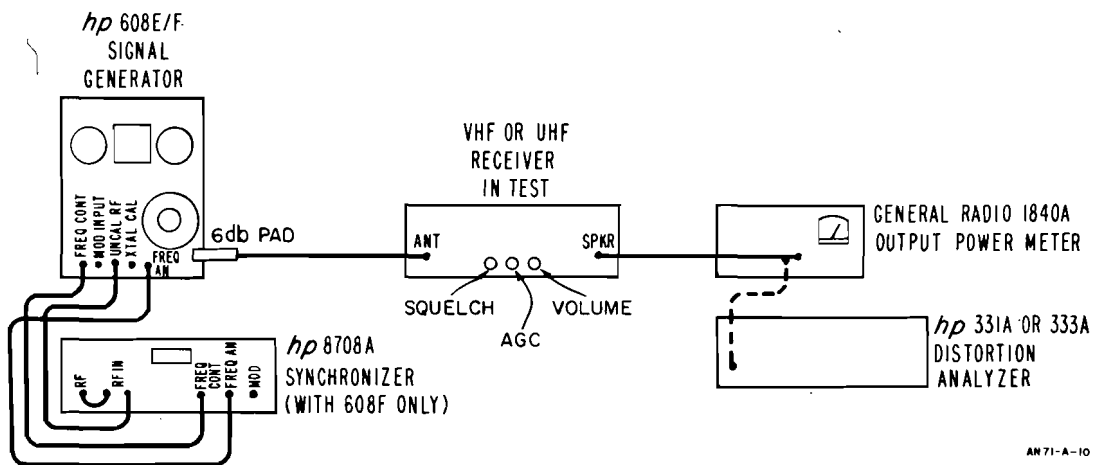 hp 608E/F
SIGNAL
GENERATOR
FREQ CONT
MOD INPUT
UNCAL RF
XTAL CAL
FREQ
AN
6db PAD
VHF OR UHF
RECEIVER
IN TEST
ANT
SPKR
SQUELCH
AGC
VOLUME
GENERAL RADIO 1840A
OUTPUT POWER METER
hp 331A OR 333A
DISTORTION
ANALYZER
hp 8708A
SYNCHRONIZER
(WITH 608F ONLY)
RF
RF IN
FREQ
CONT
FREQ AN
MOD
AN 71-A-10